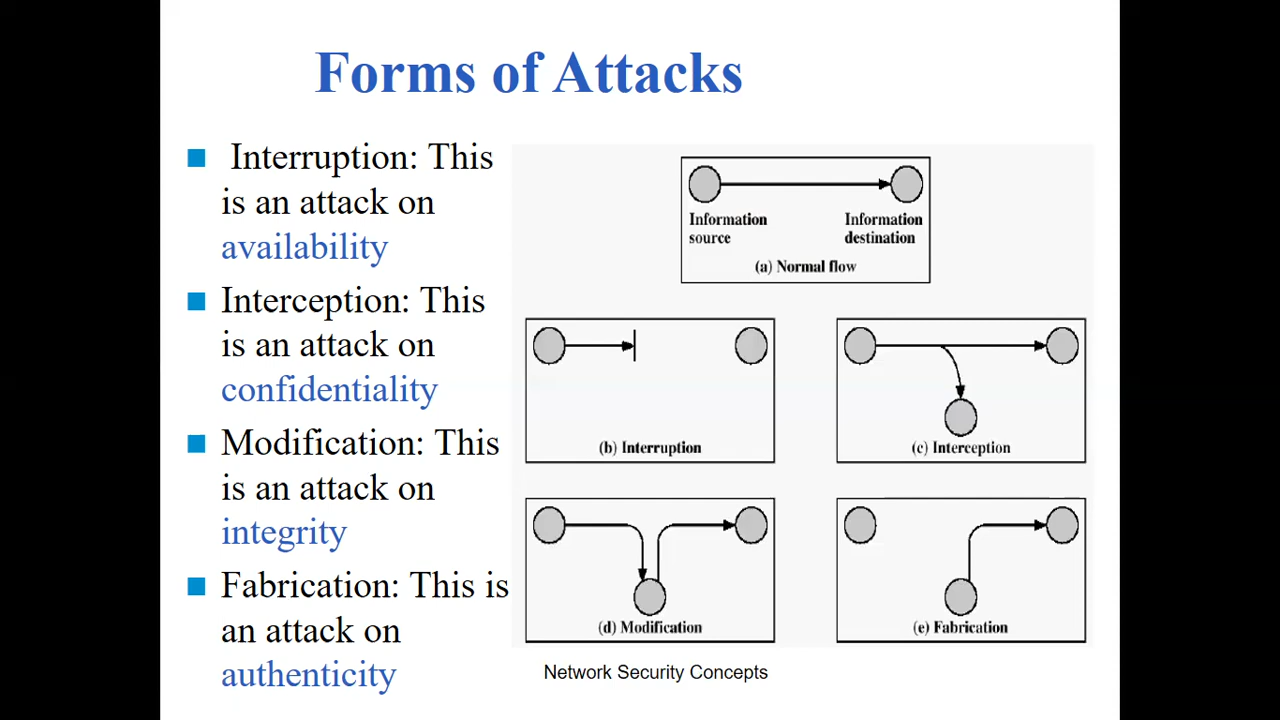 Forms of Attacks
Interruption: This
is an attack on
availability
Interception: This
is an attack on
confidentiality
Modification: This
is an attack on
integrity
Fabrication: This is
an attack on
authenticity
Information
source
Information
destination
(a) Normal flow
(b) Interruption
(c) Interception
(d) Modification
(e) Fabrication
Network Security Concepts